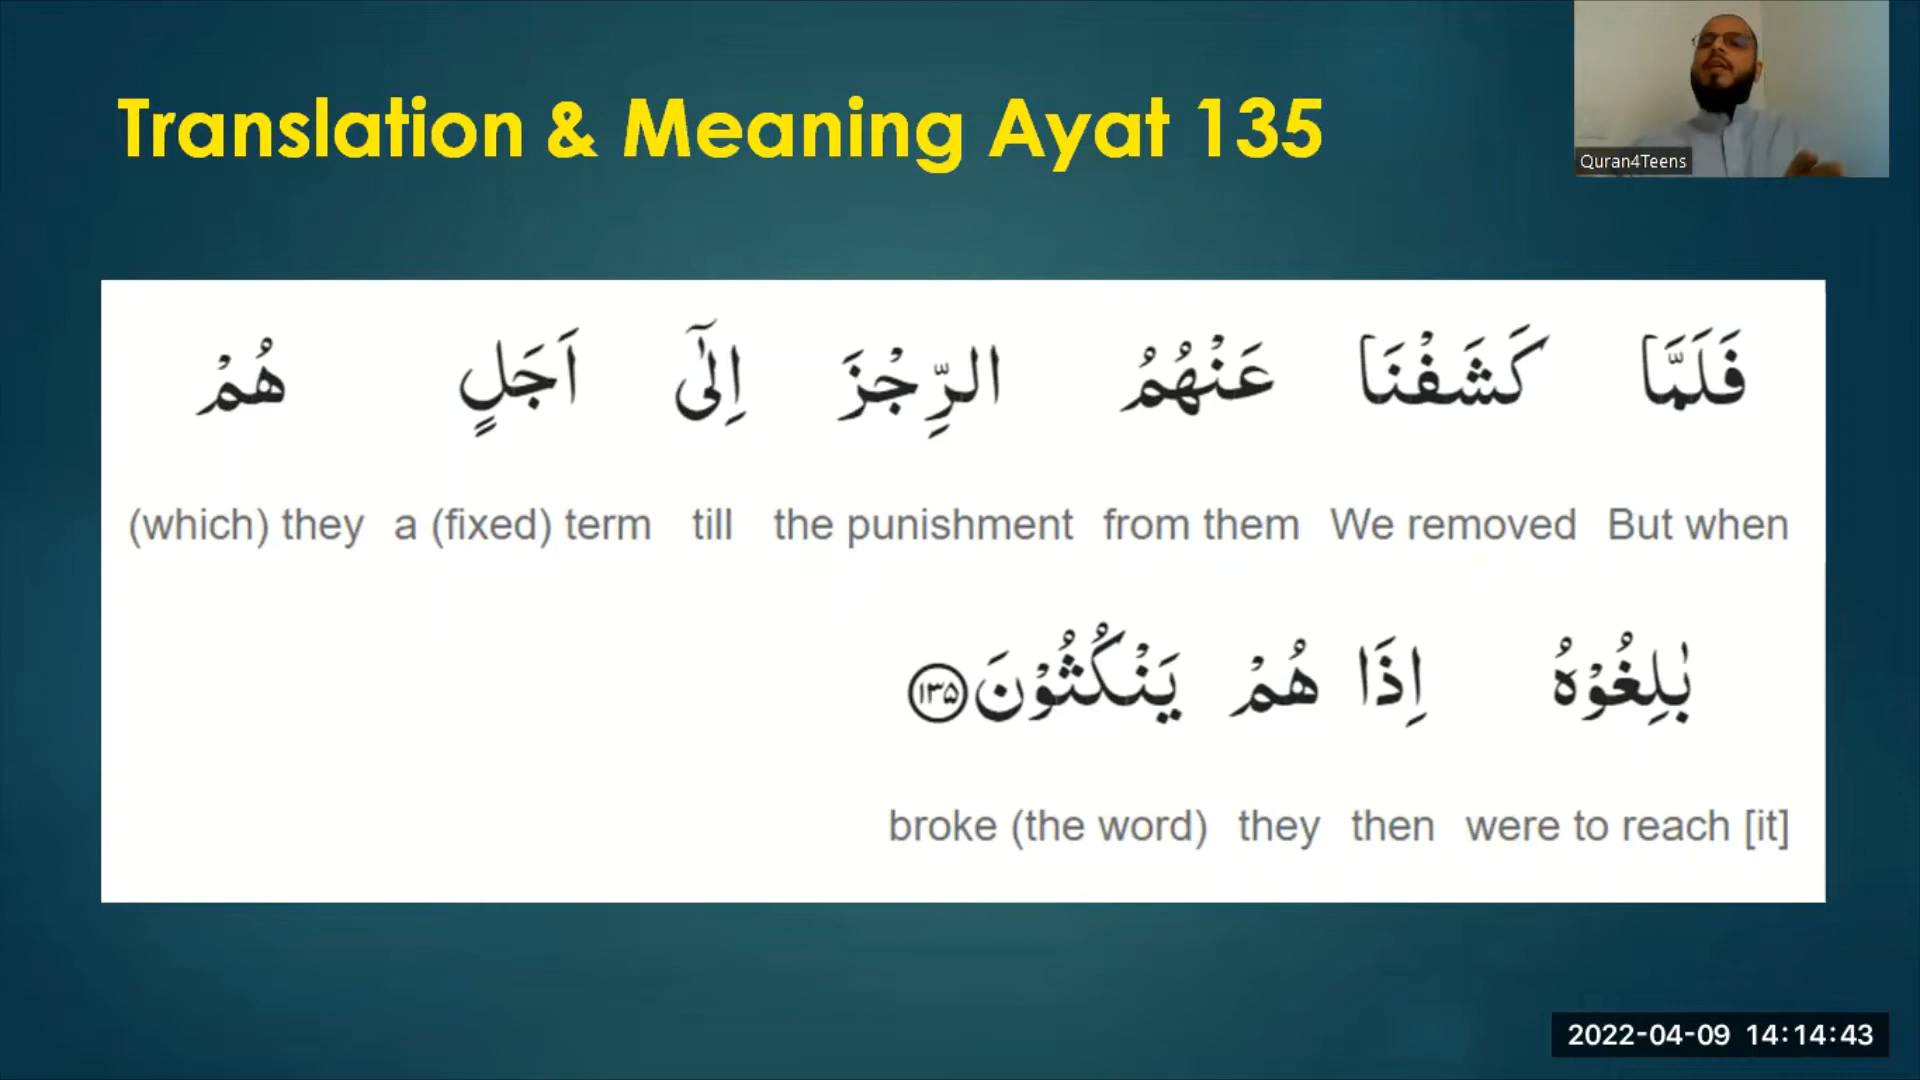 Translation & Meaning Ayat 135
Quran4Teens
فَلَمَّا كَشَفْنَا عَنْهُمُ الرِّجْزَ اِلٰٓى اَجَلٍ هُمْ
(which) they a (fixed) term till the punishment from them We removed But when
بٰلِغُوْهُ اِذَا هُمْ يَنْكُثُوْنَ ۝۱۳۵
broke (the word) they then were to reach [it]
2022-04-09 14:14:43